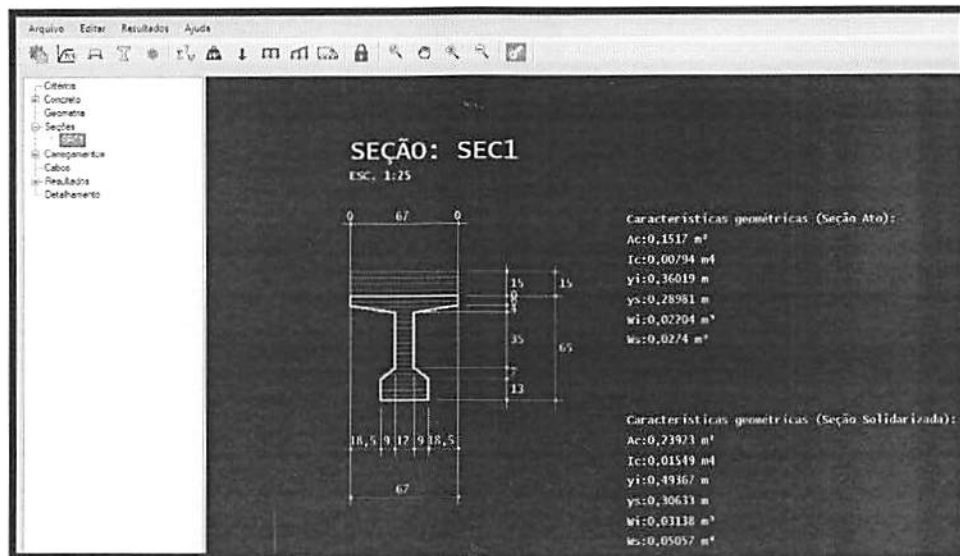 Arquivo Editar Resultados Ajuda
Critérios
Concreto
Geometria
Seções
SEC1
Carregamentos
Cabos
Resultados
Detalhamento
SEÇÃO: SEC1
ESC. 1:25
0 67 0
15 15
35
65
7
13
18,5 9 12 9 18,5
67
Características geométricas (Seção Ato):
Ac:0,1517 m²
Ic:0,00794 m4
yi:0,36019 m
ys:0,28981 m
Wi:0,02204 m³
Ws:0,0274 m³
Características geométricas (Seção Solidarizada):
Ac:0,23923 m²
Ic:0,01549 m4
yi:0,49367 m
ys:0,30633 m
Wi:0,03138 m³
Ws:0,05057 m³